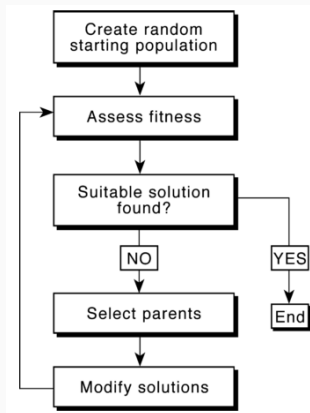 Create random
starting population
Assess fitness
Suitable solution
found?
NO
YES
Select parents
End
Modify solutions